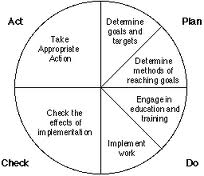 Act
Plan
Take
Appropriate
Action
Determine
goals and
targets
Determine
methods of
reaching goals
Check the
effects of
implementation
Engage in
education and
training
Implement
work
Check
Do